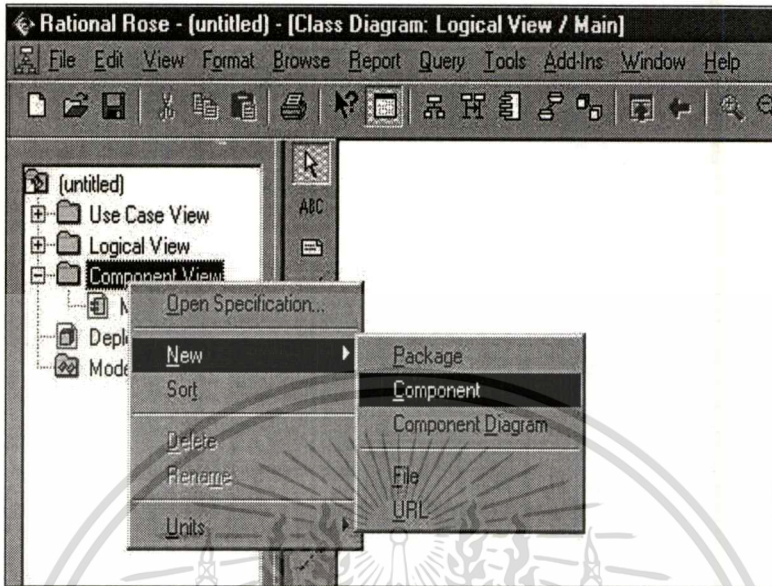 Rational Rose - (untitled) - [Class Diagram: Logical View / Main]
File Edit View Format Browse Report Query Tools Add-Ins Window Help
(untitled)
Use Case View
ABC
Logical View
Component View
Open Specification...
New
Package
Sort
Component
Component Diagram
Delete
Rename
File
URL
Units